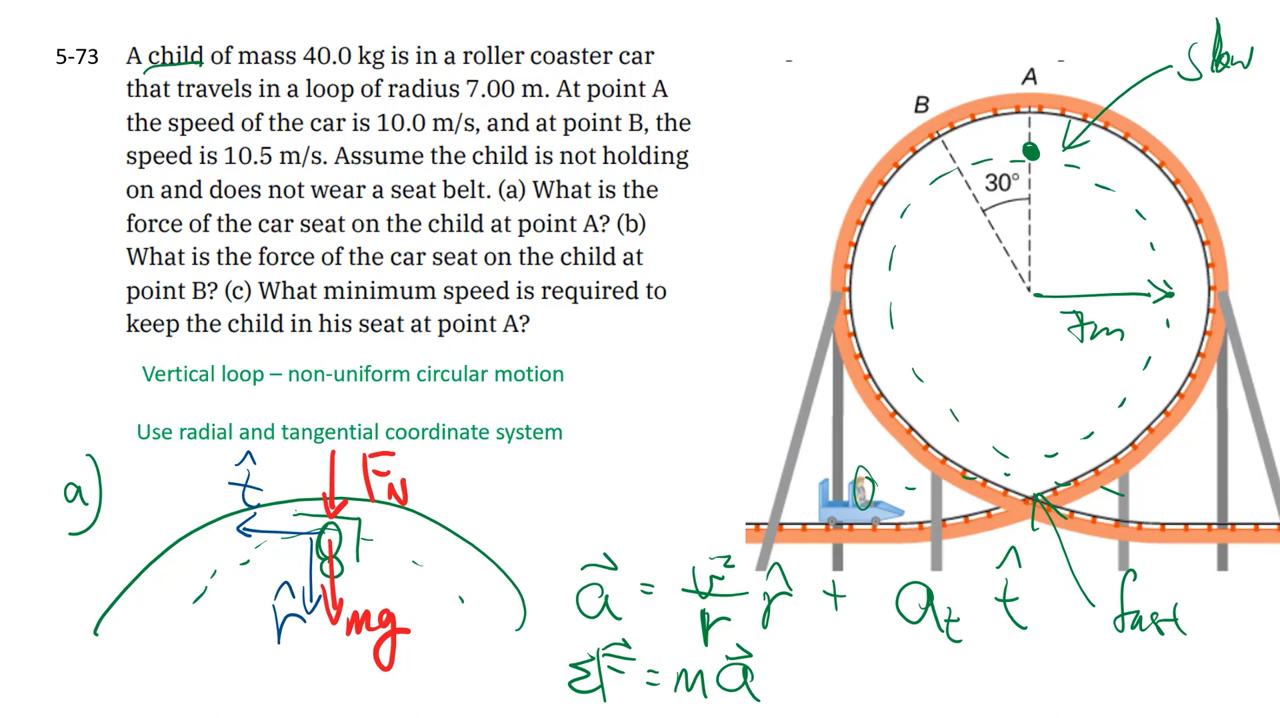 5-73 A child of mass 40.0 kg is in a roller coaster car
that travels in a loop of radius 7.00 m. At point A
the speed of the car is 10.0 m/s, and at point B, the
speed is 10.5 m/s. Assume the child is not holding
on and does not wear a seat belt. (a) What is the
force of the car seat on the child at point A? (b)
What is the force of the car seat on the child at
point B? (c) What minimum speed is required to
keep the child in his seat at point A?
Vertical loop – non-uniform circular motion
Use radial and tangential coordinate system
slow
A
B
30°
7m
fast
a)
t̂
F_N
r̂
mg
a⃗ = v²/r r̂ + a_t t̂
ΣF⃗ = ma⃗